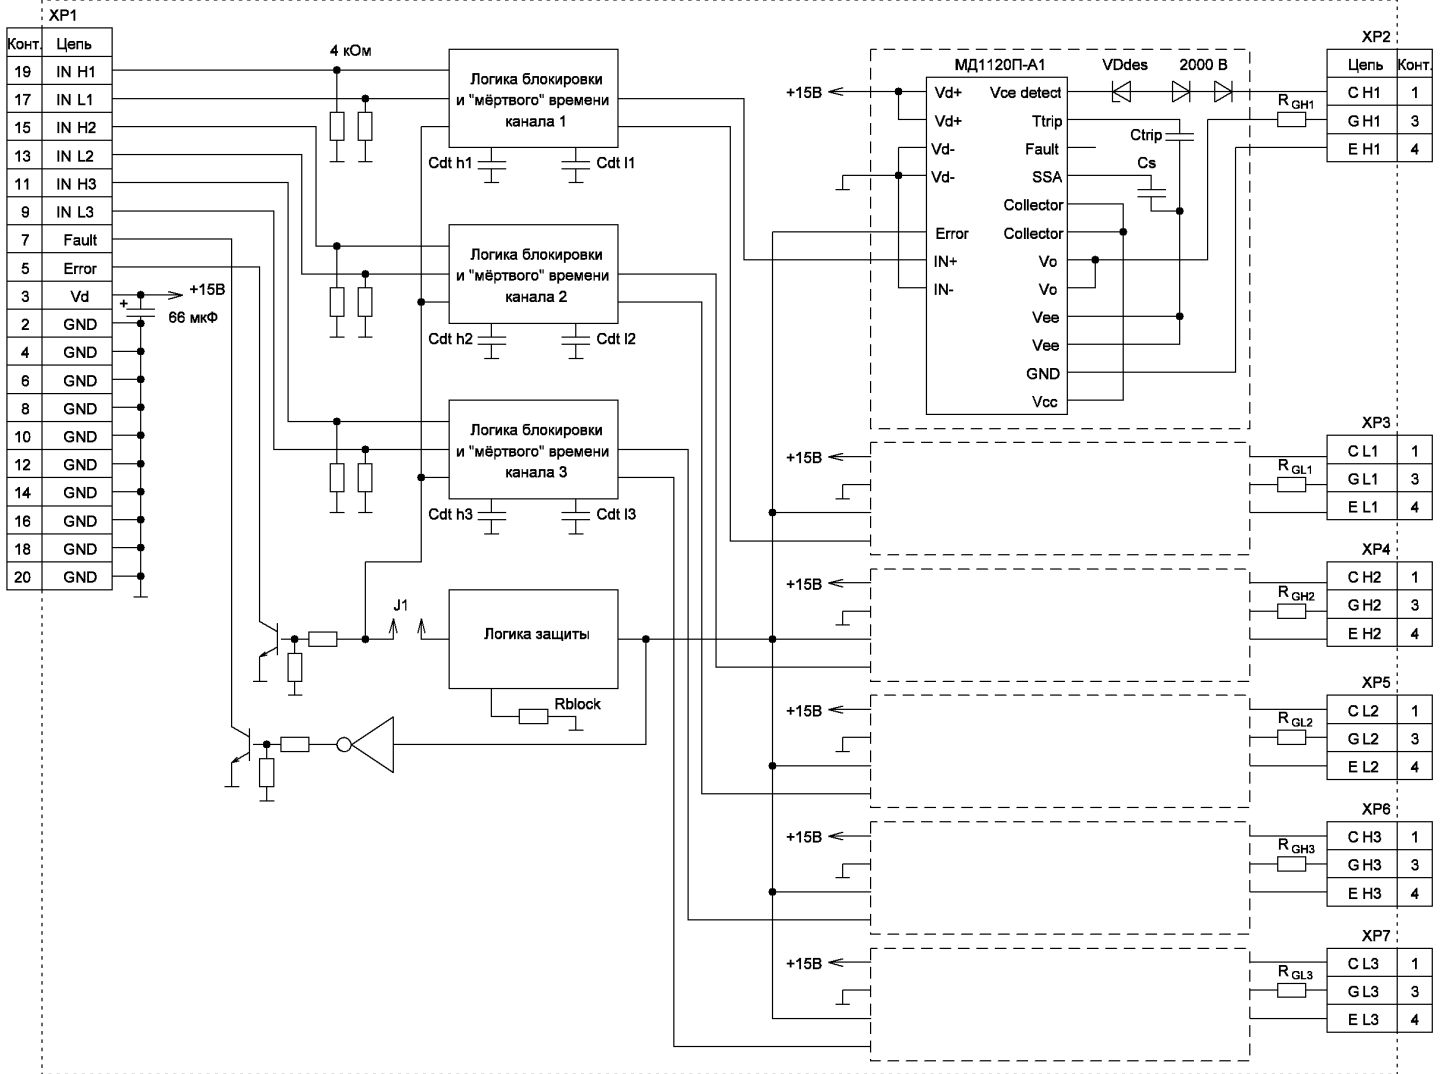 XP1
Конт. Цепь
19 IN H1
17 IN L1
15 IN H2
13 IN L2
11 IN H3
9 IN L3
7 Fault
5 Error
3 Vd
2 GND
4 GND
6 GND
8 GND
10 GND
12 GND
14 GND
16 GND
18 GND
20 GND
+15В
+
66 мкФ
4 кОм
Логика блокировки
и "мёртвого" времени
канала 1
Cdt h1
Cdt l1
Логика блокировки
и "мёртвого" времени
канала 2
Cdt h2
Cdt l2
Логика блокировки
и "мёртвого" времени
канала 3
Cdt h3
Cdt l3
J1
Логика защиты
Rblock
МД1120П-А1
VDdes
2000 В
+15В
Vd+ Vce detect
Vd+ Ttrip
Vd- Fault
Vd- SSA
Collector
Error Collector
IN+ Vo
IN- Vo
Vee
Vee
GND
Vcc
Ctrip
Cs
R GH1
XP2
Цепь Конт.
C H1 1
G H1 3
E H1 4
XP3
+15В
R GL1
C L1 1
G L1 3
E L1 4
XP4
+15В
R GH2
C H2 1
G H2 3
E H2 4
XP5
+15В
R GL2
C L2 1
G L2 3
E L2 4
XP6
+15В
R GH3
C H3 1
G H3 3
E H3 4
XP7
+15В
R GL3
C L3 1
G L3 3
E L3 4